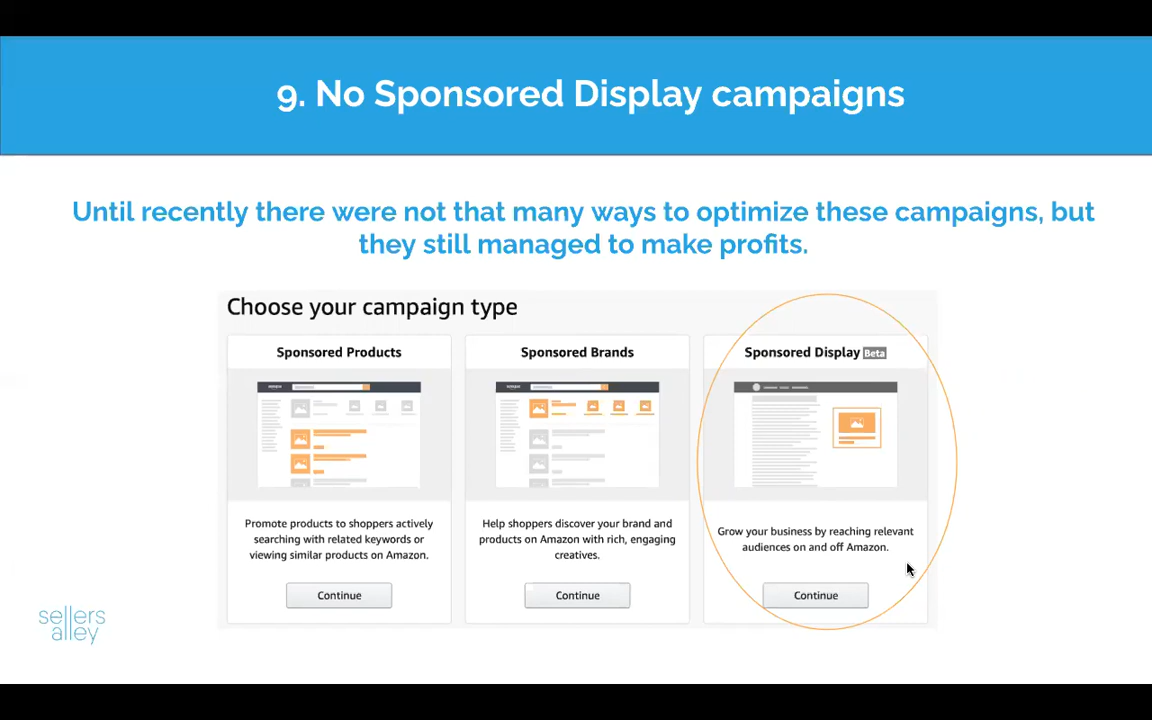 9. No Sponsored Display campaigns
Until recently there were not that many ways to optimize these campaigns, but
they still managed to make profits.
Choose your campaign type
Sponsored Products
Promote products to shoppers actively
searching with related keywords or
viewing similar products on Amazon.
Continue
Sponsored Brands
Help shoppers discover your brand and
products on Amazon with rich, engaging
creatives.
Continue
Sponsored Display Beta
Grow your business by reaching relevant
audiences on and off Amazon.
Continue
sellers
alley